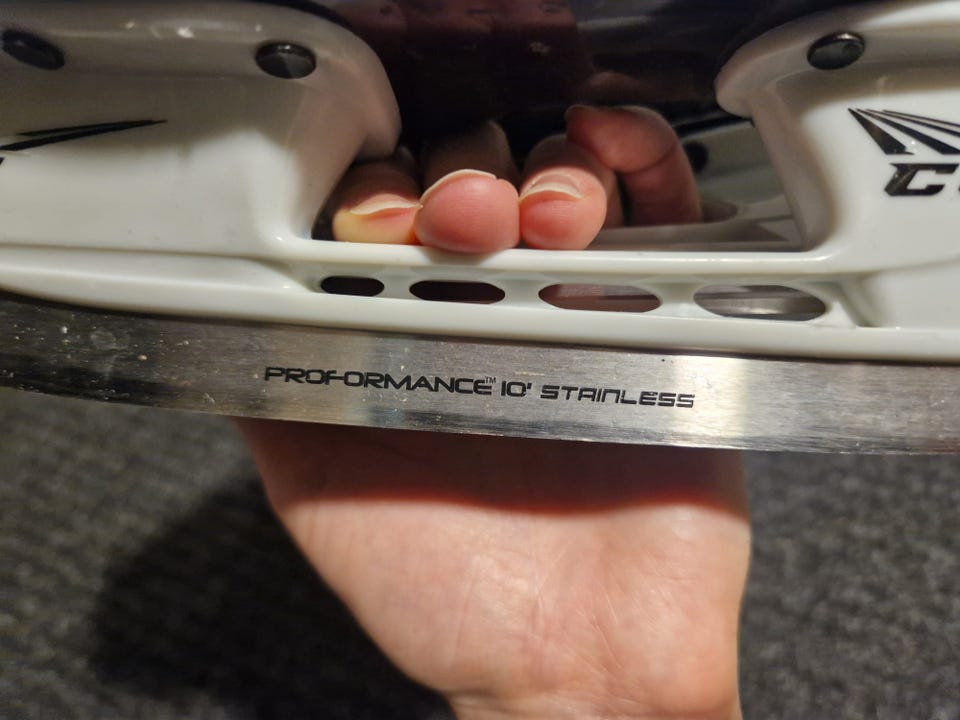 PROFORMANCE™ 10' STAINLESS